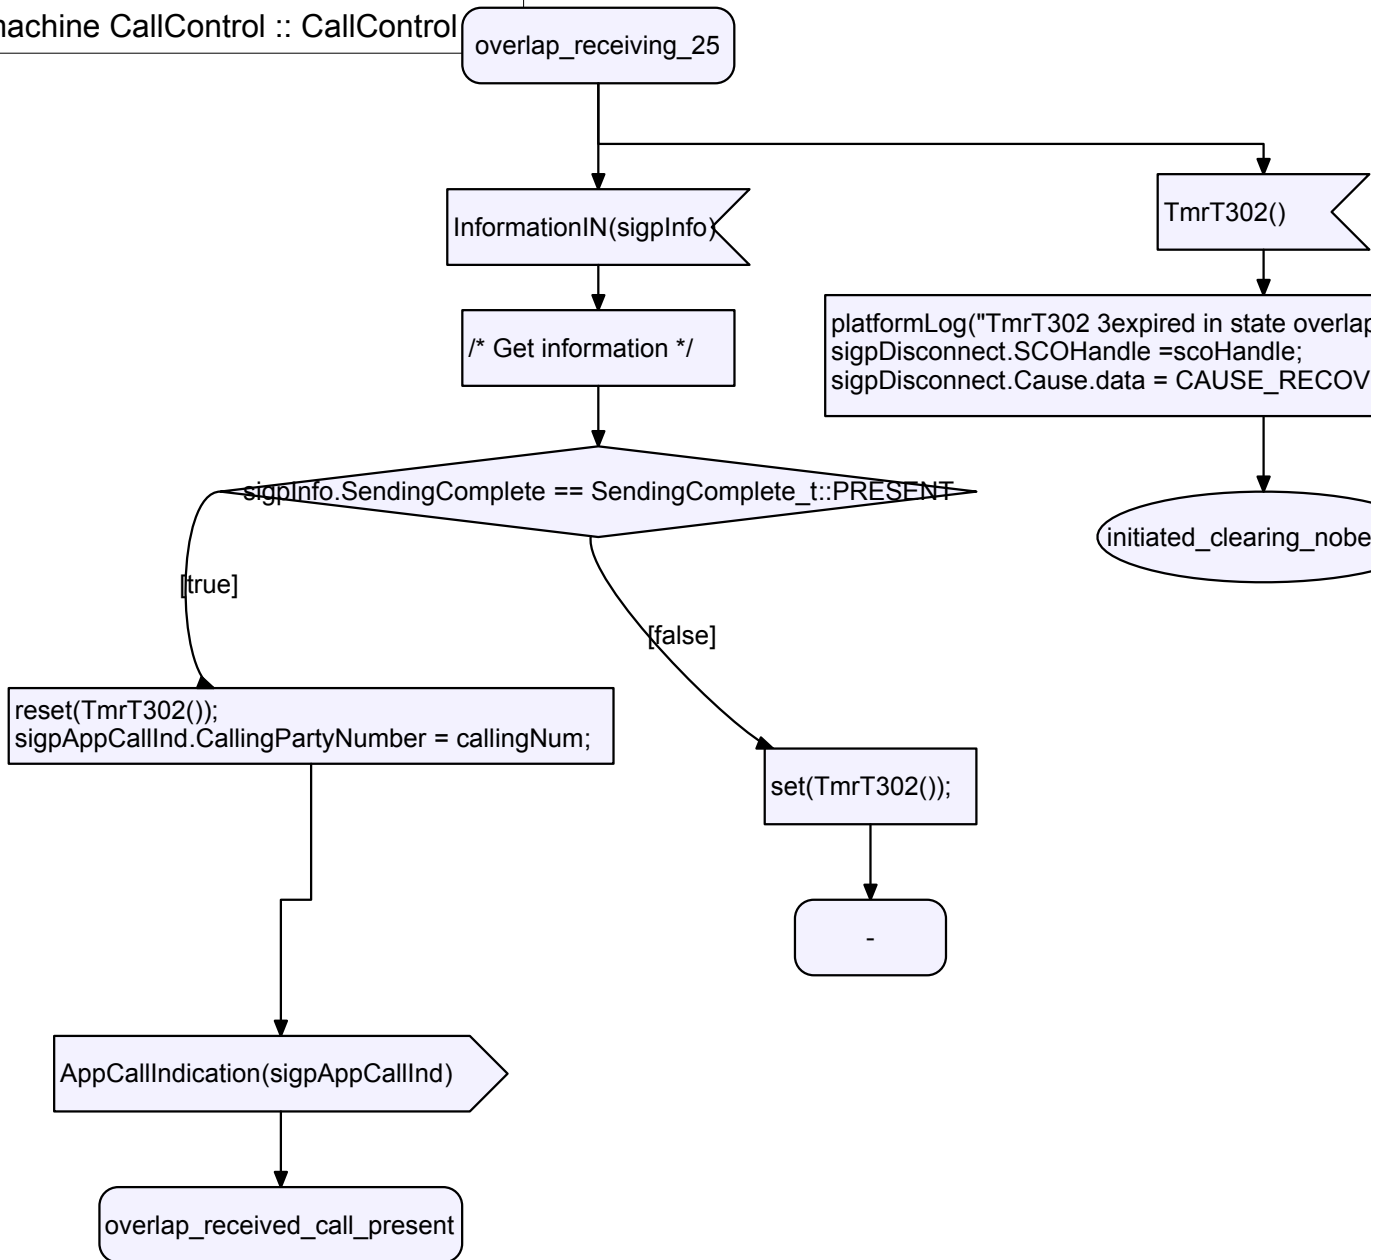 machine CallControl :: CallControl
overlap_receiving_25
InformationIN(sigpInfo)
TmrT302()
/* Get information */
platformLog("TmrT302 3expired in state overlap
sigpDisconnect.SCOHandle =scoHandle;
sigpDisconnect.Cause.data = CAUSE_RECOV
sigpInfo.SendingComplete == SendingComplete_t::PRESENT
initiated_clearing_nobe
[true]
[false]
reset(TmrT302());
sigpAppCallInd.CallingPartyNumber = callingNum;
set(TmrT302());
-
AppCallIndication(sigpAppCallInd)
overlap_received_call_present